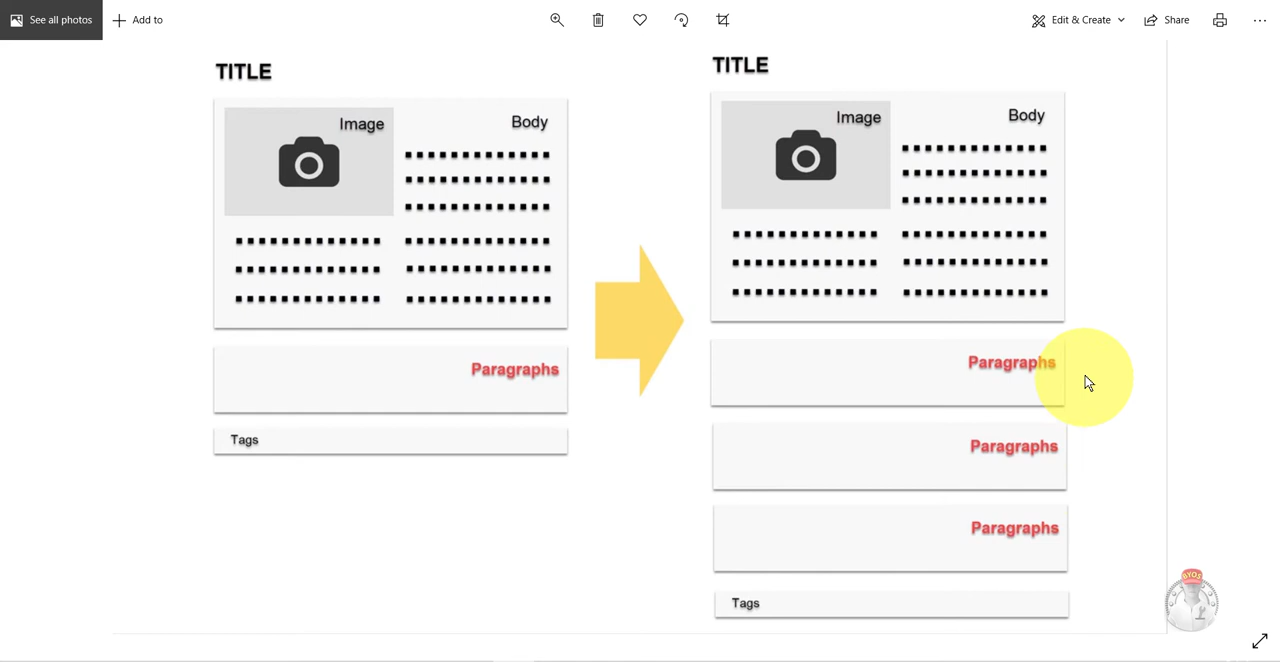 See all photos
Add to
Edit & Create
Share
TITLE
Image
Body
Paragraphs
Tags
TITLE
Image
Body
Paragraphs
Paragraphs
Paragraphs
Tags
BYOS